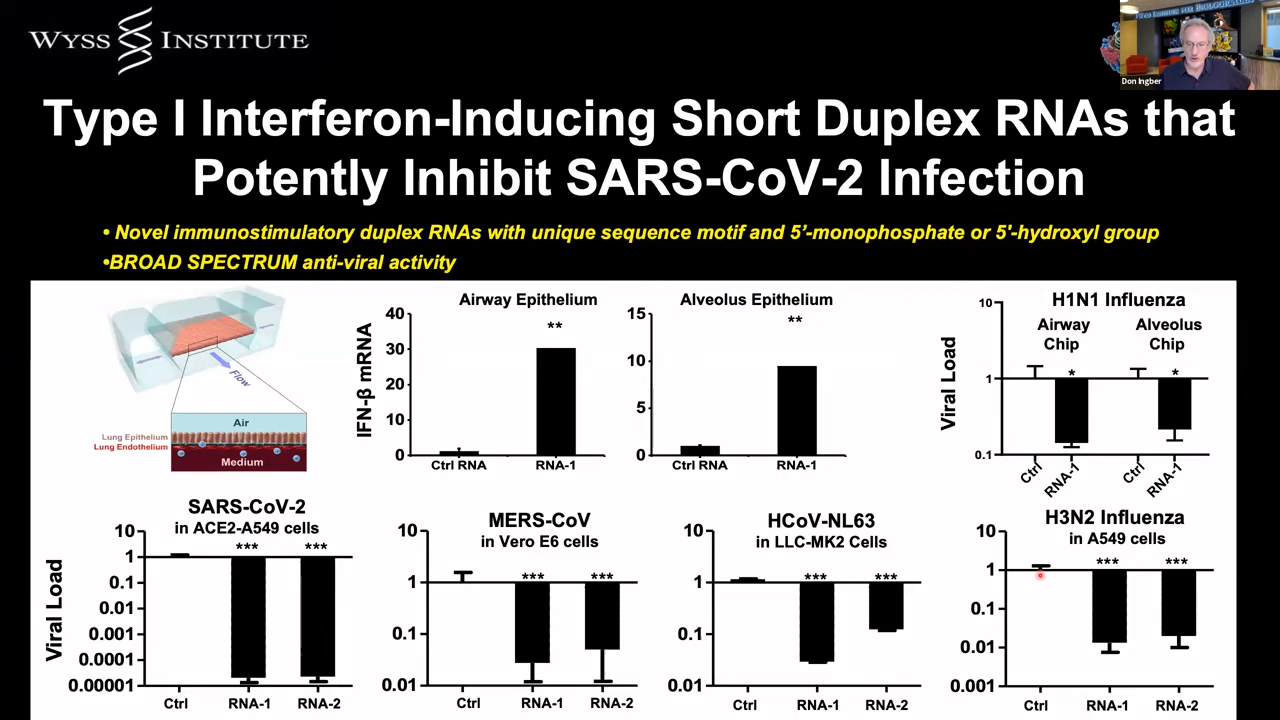 WYSS INSTITUTE
Don Ingber
Type I Interferon-Inducing Short Duplex RNAs that
Potently Inhibit SARS-CoV-2 Infection
• Novel immunostimulatory duplex RNAs with unique sequence motif and 5’-monophosphate or 5'-hydroxyl group
•BROAD SPECTRUM anti-viral activity
Flow
Air
Lung Epithelium
Lung Endothelium
Medium
Airway Epithelium
IFN-β mRNA
40
30
20
10
0
**
Ctrl RNA
RNA-1
Alveolus Epithelium
15
10
5
0
**
Ctrl RNA
RNA-1
H1N1 Influenza
Airway
Chip
Alveolus
Chip
Viral Load
10
1
0.1
*
*
Ctrl
RNA-1
Ctrl
RNA-1
SARS-CoV-2
in ACE2-A549 cells
Viral Load
10
1
0.1
0.01
0.001
0.0001
0.00001
***
***
Ctrl
RNA-1
RNA-2
MERS-CoV
in Vero E6 cells
10
1
0.1
0.01
***
***
Ctrl
RNA-1
RNA-2
HCoV-NL63
in LLC-MK2 Cells
10
1
0.1
0.01
***
***
Ctrl
RNA-1
RNA-2
H3N2 Influenza
in A549 cells
10
1
0.1
0.01
0.001
***
***
Ctrl
RNA-1
RNA-2